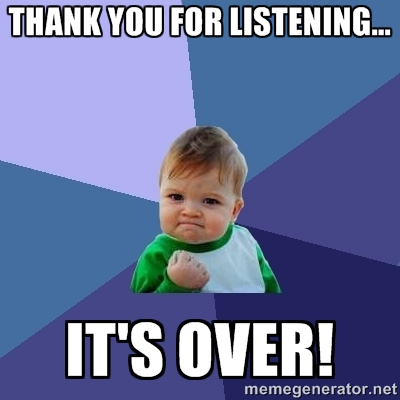 THANK YOU FOR LISTENING...
IT'S OVER!
memegenerator.net